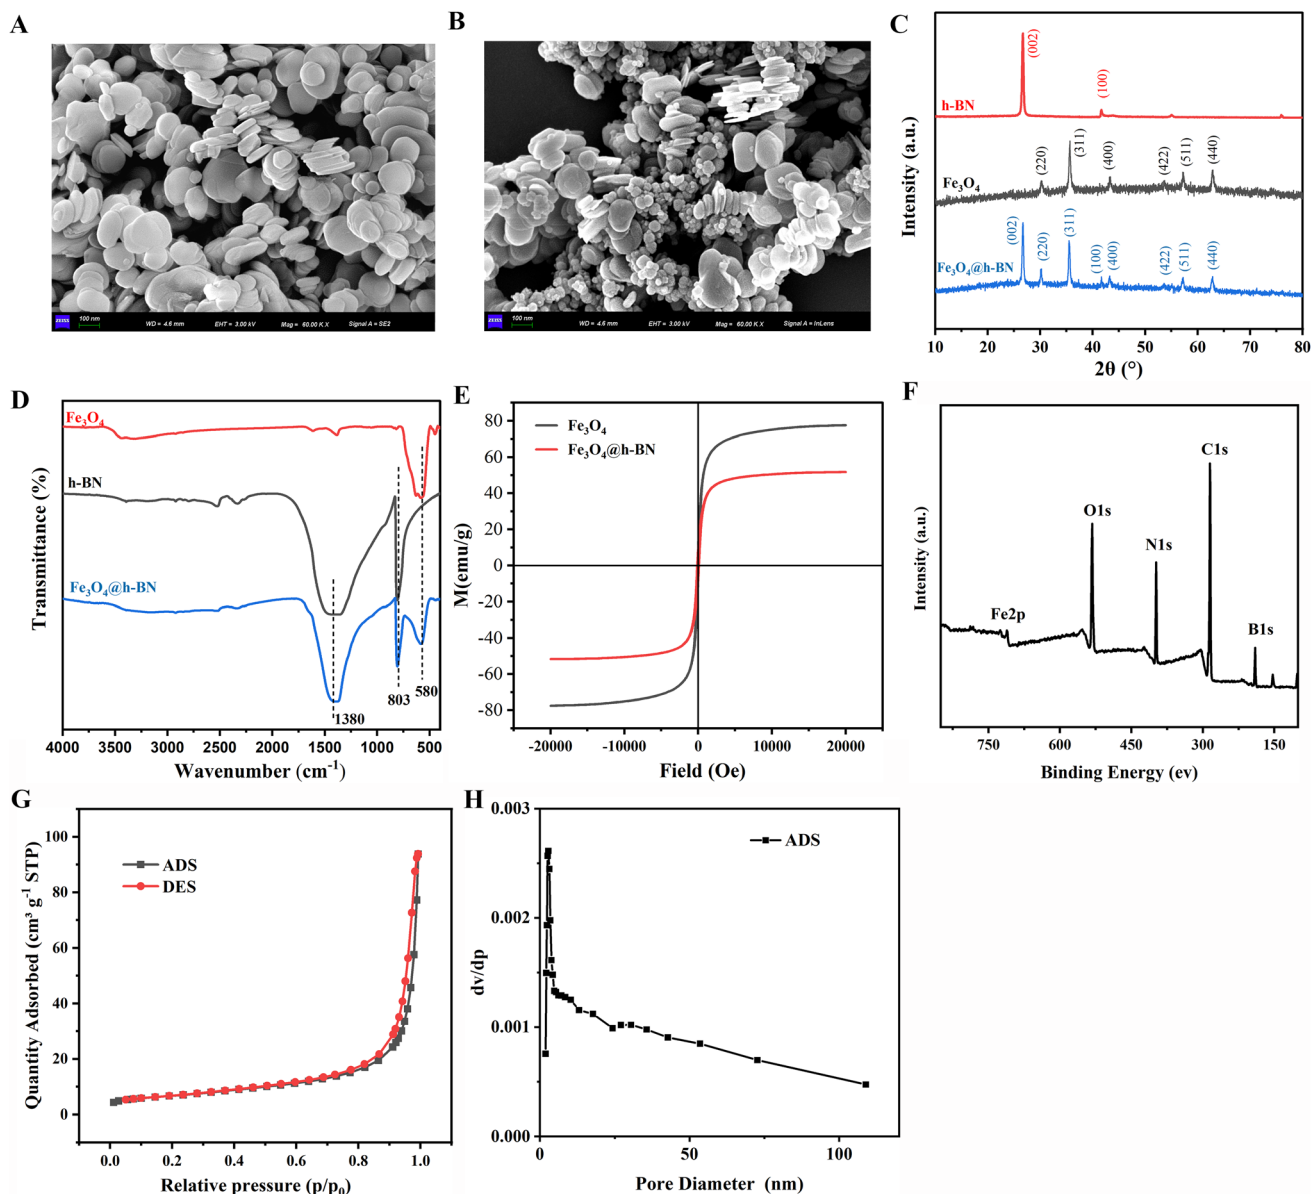 A
ZEISS
100 nm
WD = 4.6 mm
EHT = 3.00 kV
Mag = 60.00 K X
Signal A = SE2
B
ZEISS
100 nm
WD = 4.6 mm
EHT = 3.00 kV
Mag = 60.00 K X
Signal A = InLens
C
Intensity (a.u.)
h-BN
(002)
(100)
Fe₃O₄
(220)
(311)
(400)
(422)
(511)
(440)
Fe₃O₄@h-BN
(002)
(220)
(311)
(100)
(400)
(422)
(511)
(440)
10 20 30 40 50 60 70 80
2θ (°)
D
Transmittance (%)
Fe₃O₄
h-BN
Fe₃O₄@h-BN
1380
803
580
4000 3500 3000 2500 2000 1500 1000 500
Wavenumber (cm⁻¹)
E
M(emu/g)
80
60
40
20
0
-20
-40
-60
-80
Fe₃O₄
Fe₃O₄@h-BN
-20000 -10000 0 10000 20000
Field (Oe)
F
Intensity (a.u.)
Fe2p
O1s
N1s
C1s
B1s
750 600 450 300 150
Binding Energy (ev)
G
Quantity Adsorbed (cm³ g⁻¹ STP)
100
80
60
40
20
0
ADS
DES
0.0 0.2 0.4 0.6 0.8 1.0
Relative pressure (p/p₀)
H
dv/dp
0.003
0.002
0.001
0.000
ADS
0 50 100
Pore Diameter (nm)